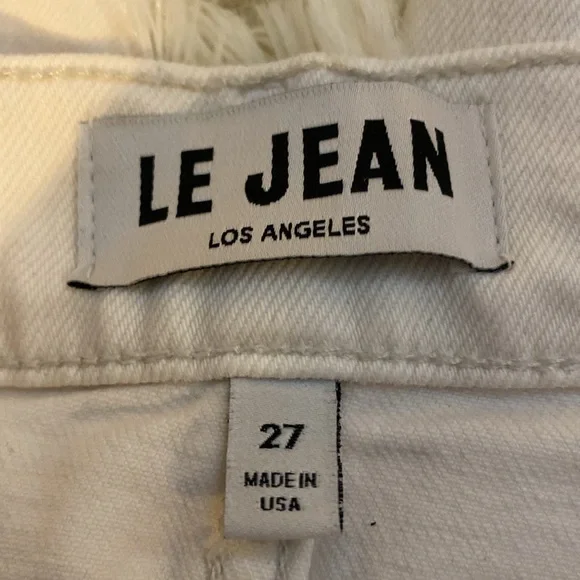 LE JEAN
LOS ANGELES
27
MADE IN
USA